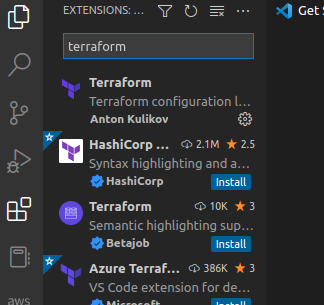 EXTENSIONS: ...
Get S
terraform
Terraform
Terraform configuration l...
Anton Kulikov
HashiCorp ... 2.1M 2.5
Syntax highlighting and a...
HashiCorp Install
Terraform 10K 3
Semantic highlighting sup...
Betajob Install
Azure Terraf... 386K 3
VS Code extension for de...
Microsoft Install
aws